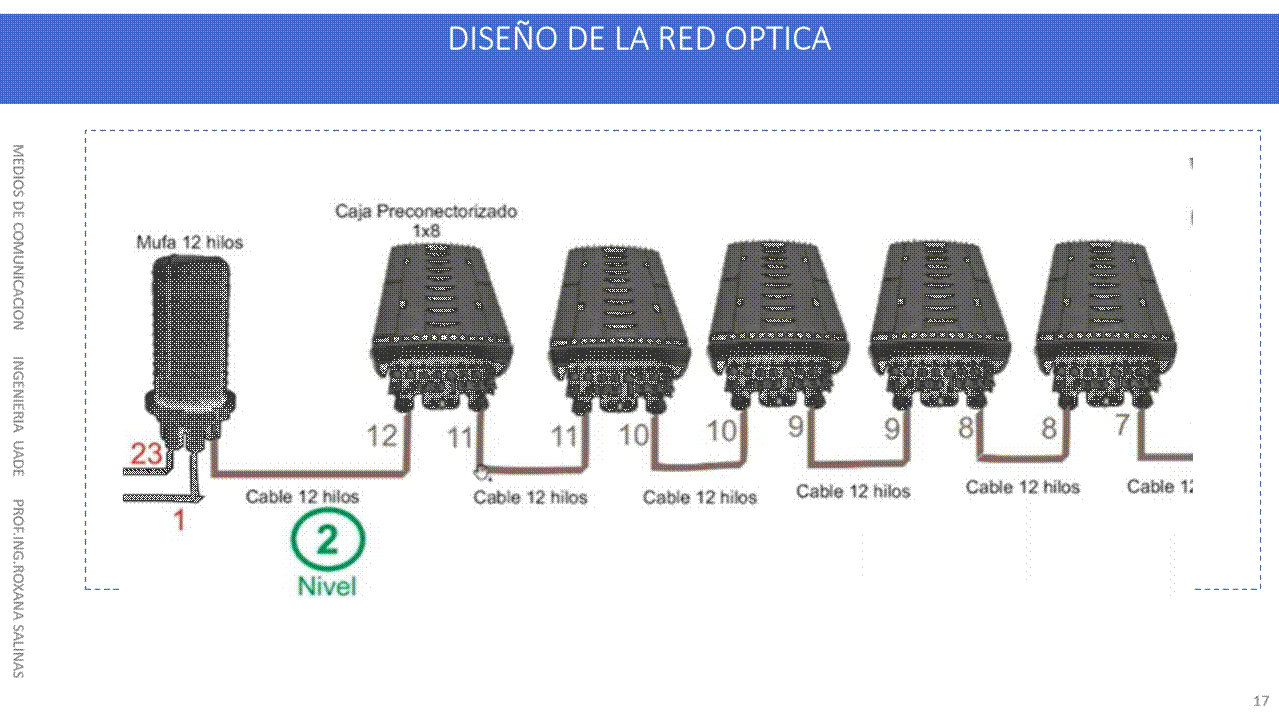 DISEÑO DE LA RED OPTICA
MEDIOS DE COMUNICACION INGENIERIA UADE PROF.ING.ROXANA SALINAS
Caja Preconectorizado
1x8
Mufa 12 hilos
23
1
12
11
11
10
10
9
9
8
8
7
Cable 12 hilos
Cable 12 hilos
Cable 12 hilos
Cable 12 hilos
Cable 12 hilos
Cable 12
2
Nivel
17